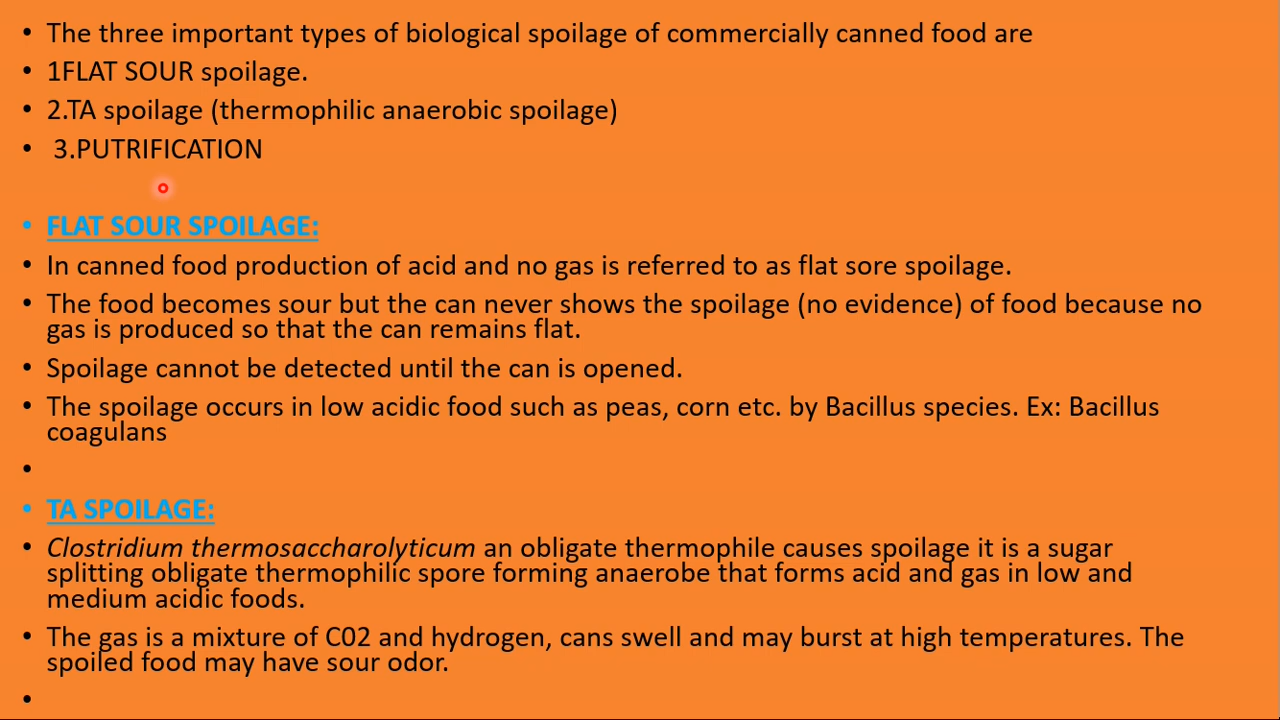 • The three important types of biological spoilage of commercially canned food are
• 1FLAT SOUR spoilage.
• 2.TA spoilage (thermophilic anaerobic spoilage)
• 3.PUTRIFICATION
• FLAT SOUR SPOILAGE:
• In canned food production of acid and no gas is referred to as flat sore spoilage.
• The food becomes sour but the can never shows the spoilage (no evidence) of food because no
gas is produced so that the can remains flat.
• Spoilage cannot be detected until the can is opened.
• The spoilage occurs in low acidic food such as peas, corn etc. by Bacillus species. Ex: Bacillus
coagulans
•
• TA SPOILAGE:
• Clostridium thermosaccharolyticum an obligate thermophile causes spoilage it is a sugar
splitting obligate thermophilic spore forming anaerobe that forms acid and gas in low and
medium acidic foods.
• The gas is a mixture of C02 and hydrogen, cans swell and may burst at high temperatures. The
spoiled food may have sour odor.
•